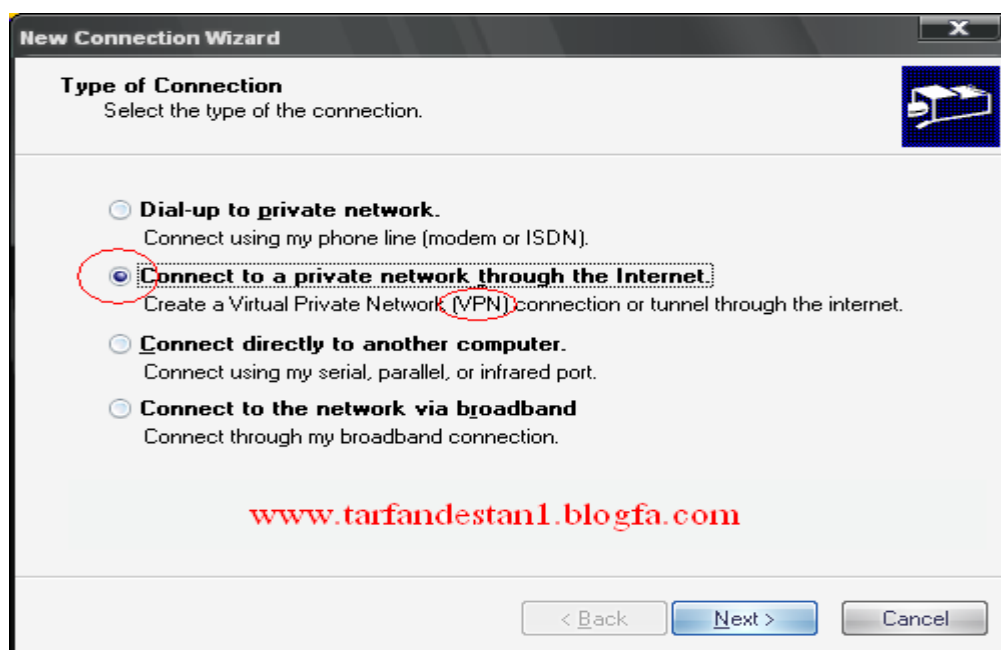 New Connection Wizard
x
Type of Connection
Select the type of the connection.
Dial-up to private network.
Connect using my phone line (modem or ISDN).
Connect to a private network through the Internet.
Create a Virtual Private Network (VPN) connection or tunnel through the internet.
Connect directly to another computer.
Connect using my serial, parallel, or infrared port.
Connect to the network via broadband
Connect through my broadband connection.
www.tarfandestan1.blogfa.com
< Back Next > Cancel